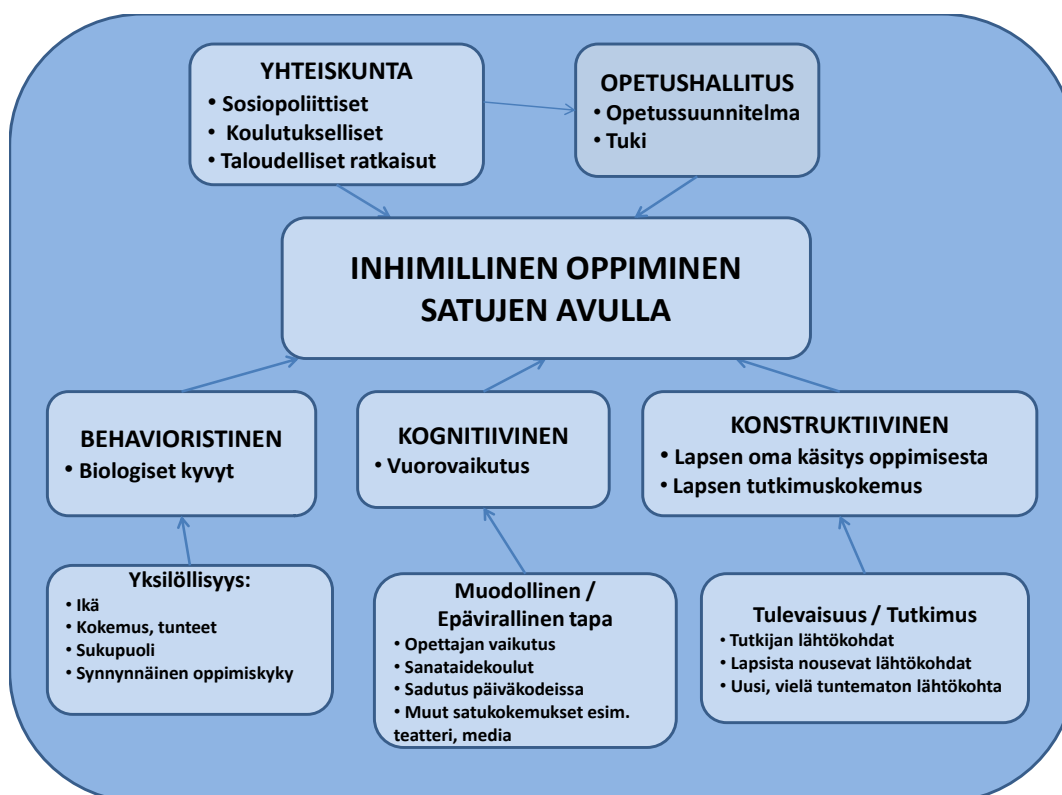 YHTEISKUNTA
• Sosiopoliittiset
• Koulutukselliset
• Taloudelliset ratkaisut
OPETUSHALLITUS
• Opetussuunnitelma
• Tuki
INHIMILLINEN OPPIMINEN
SATUJEN AVULLA
BEHAVIORISTINEN
• Biologiset kyvyt
KOGNITIIVINEN
• Vuorovaikutus
KONSTRUKTIIVINEN
• Lapsen oma käsitys oppimisesta
• Lapsen tutkimuskokemus
Yksilöllisyys:
• Ikä
• Kokemus, tunteet
• Sukupuoli
• Synnynnäinen oppimiskyky
Muodollinen /
Epävirallinen tapa
• Opettajan vaikutus
• Sanataidekoulut
• Sadutus päiväkodeissa
• Muut satukokemukset esim.
teatteri, media
Tulevaisuus / Tutkimus
• Tutkijan lähtökohdat
• Lapsista nousevat lähtökohdat
• Uusi, vielä tuntematon lähtökohta